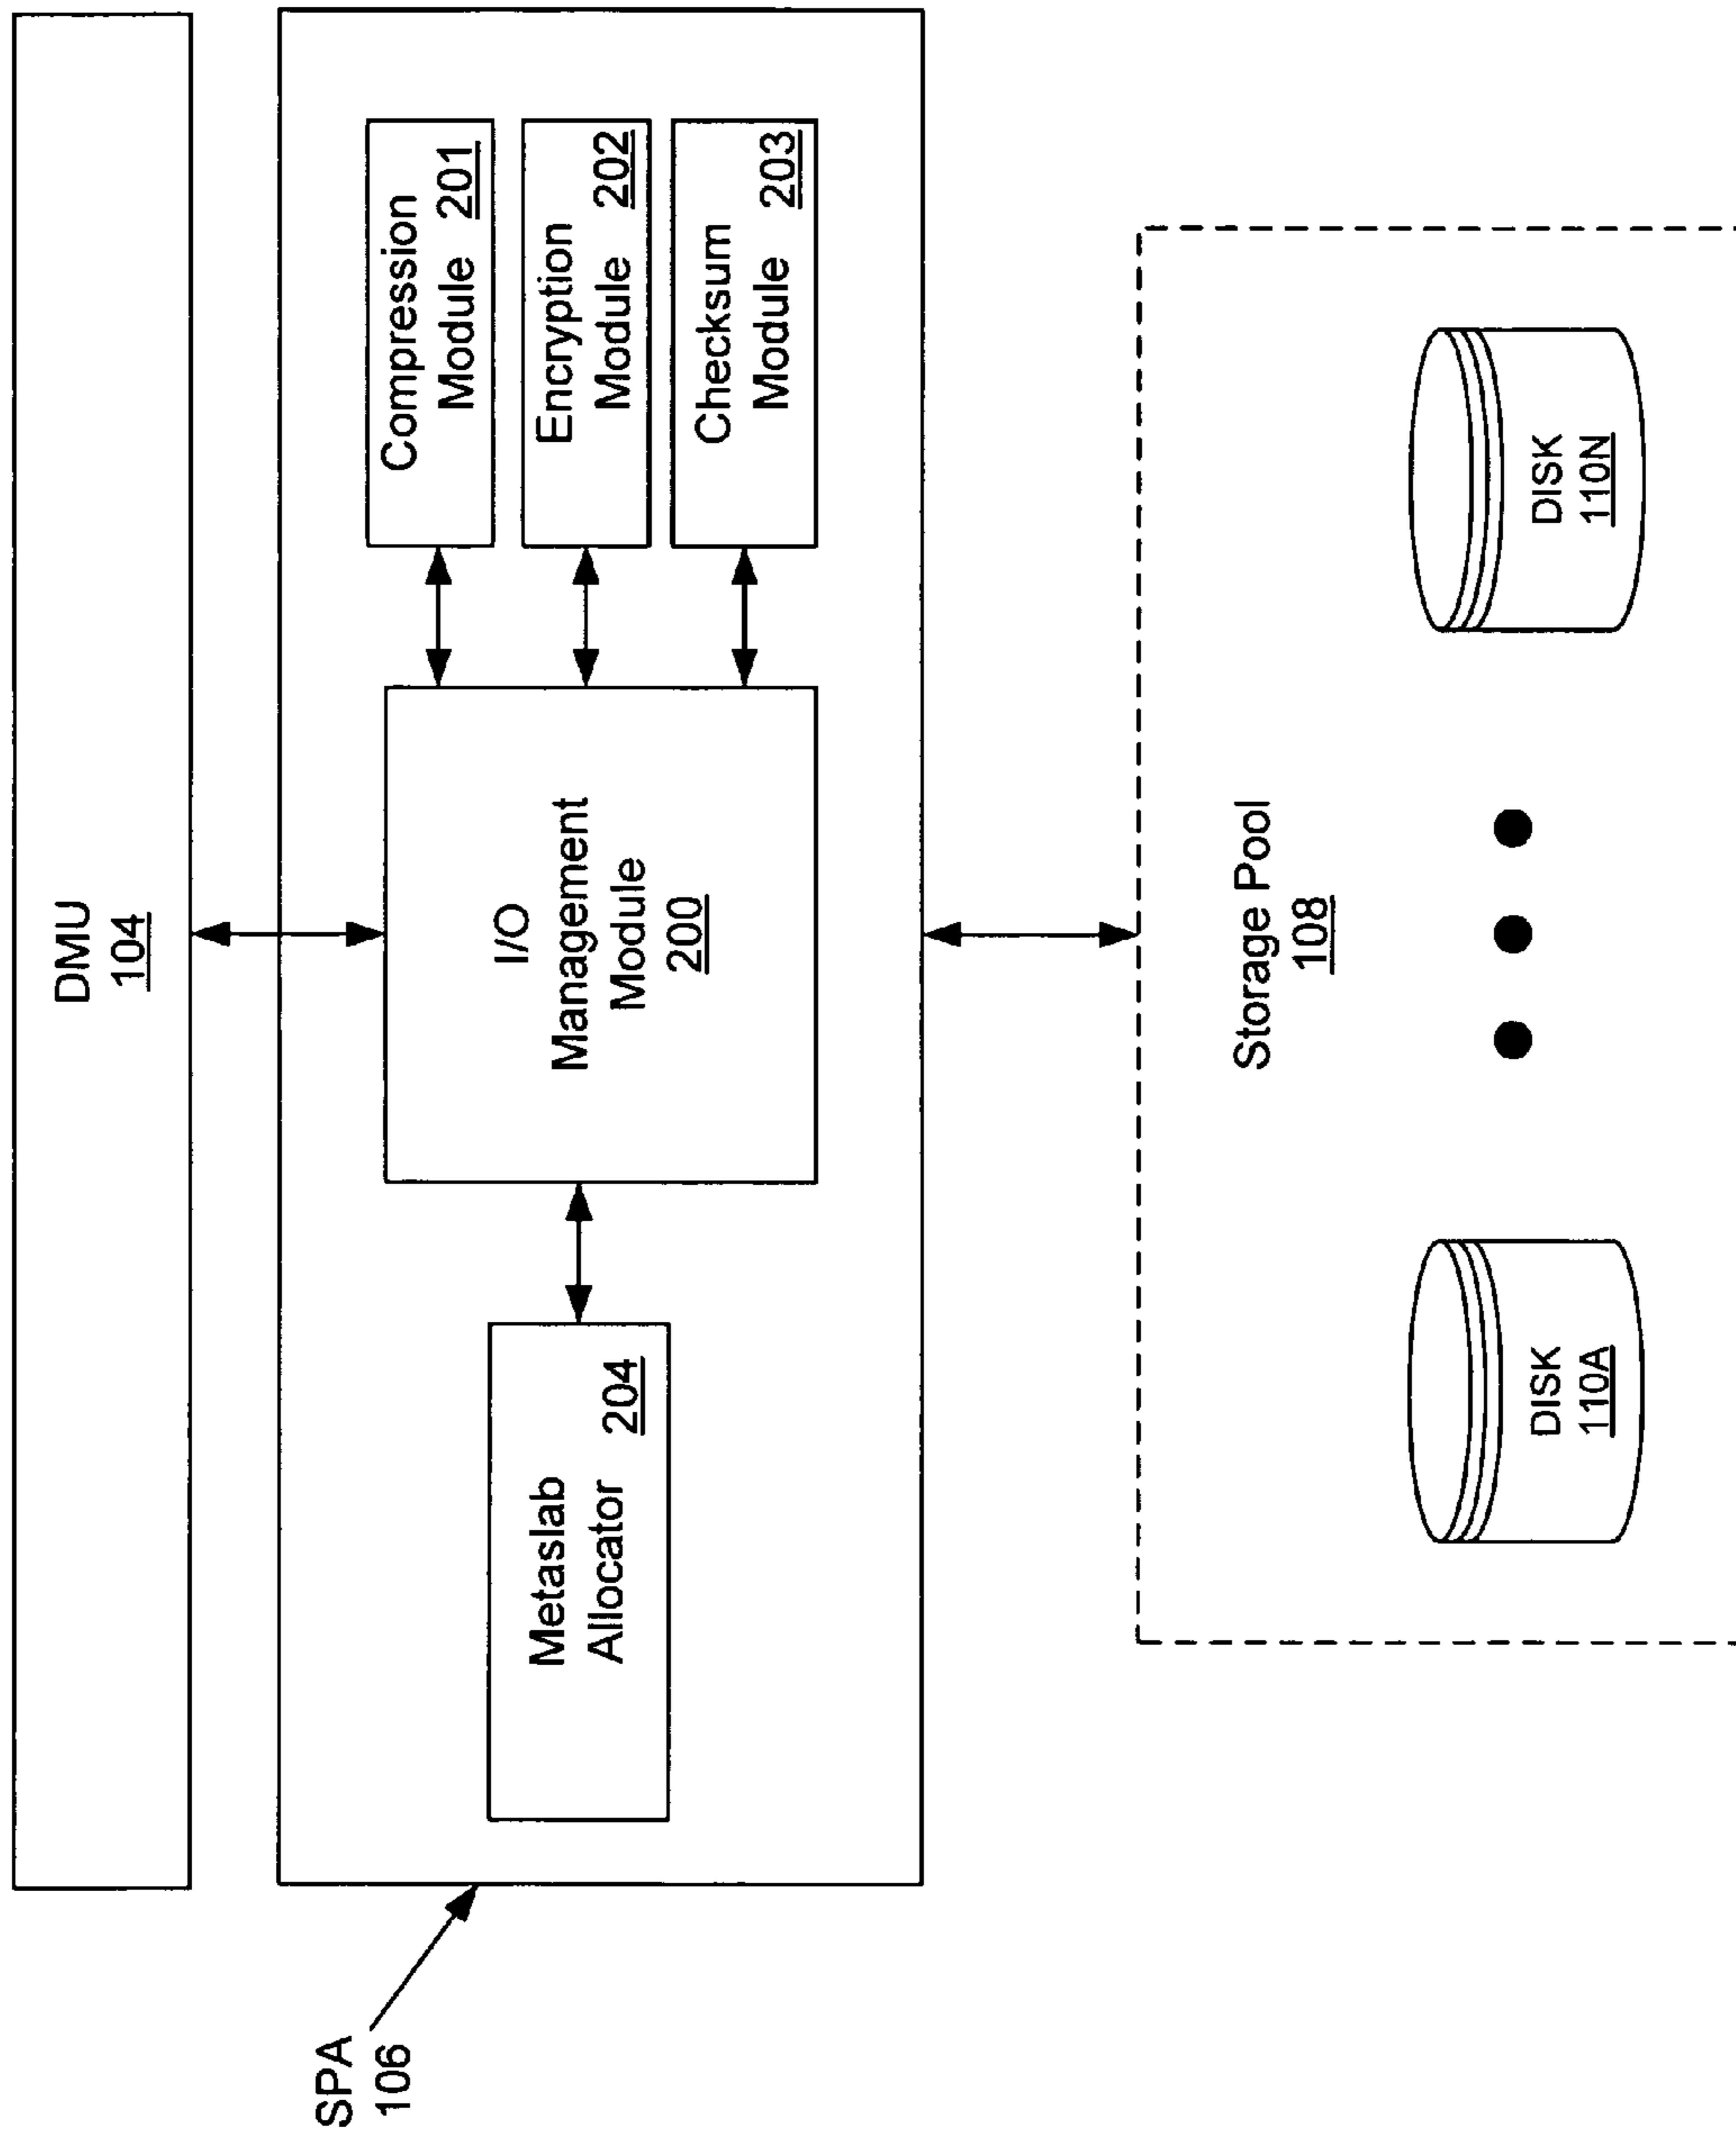 DMU
104
SPA
106
Metaslab
Allocator 204
I/O
Management
Module
200
Compression
Module 201
Encryption
Module 202
Checksum
Module 203
Storage Pool
108
DISK
110A
DISK
110N